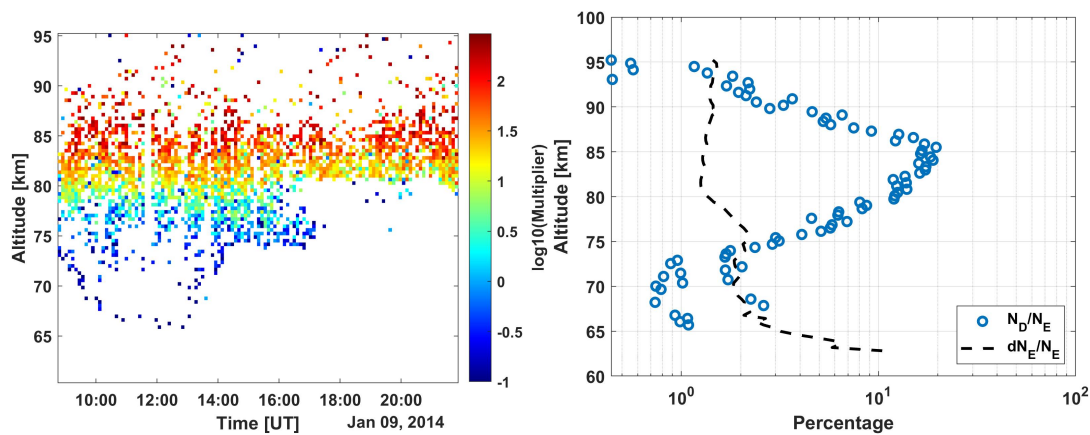 95
90
85
80
75
70
65
10:00 12:00 14:00 16:00 18:00 20:00
Altitude [km]
Time [UT]
Jan 09, 2014
2
1.5
1
0.5
0
-0.5
-1
log10(Multiplier)
100
95
90
85
80
75
70
65
60
Altitude [km]
10^0 10^1 10^2
Percentage
N_D/N_E
dN_E/N_E